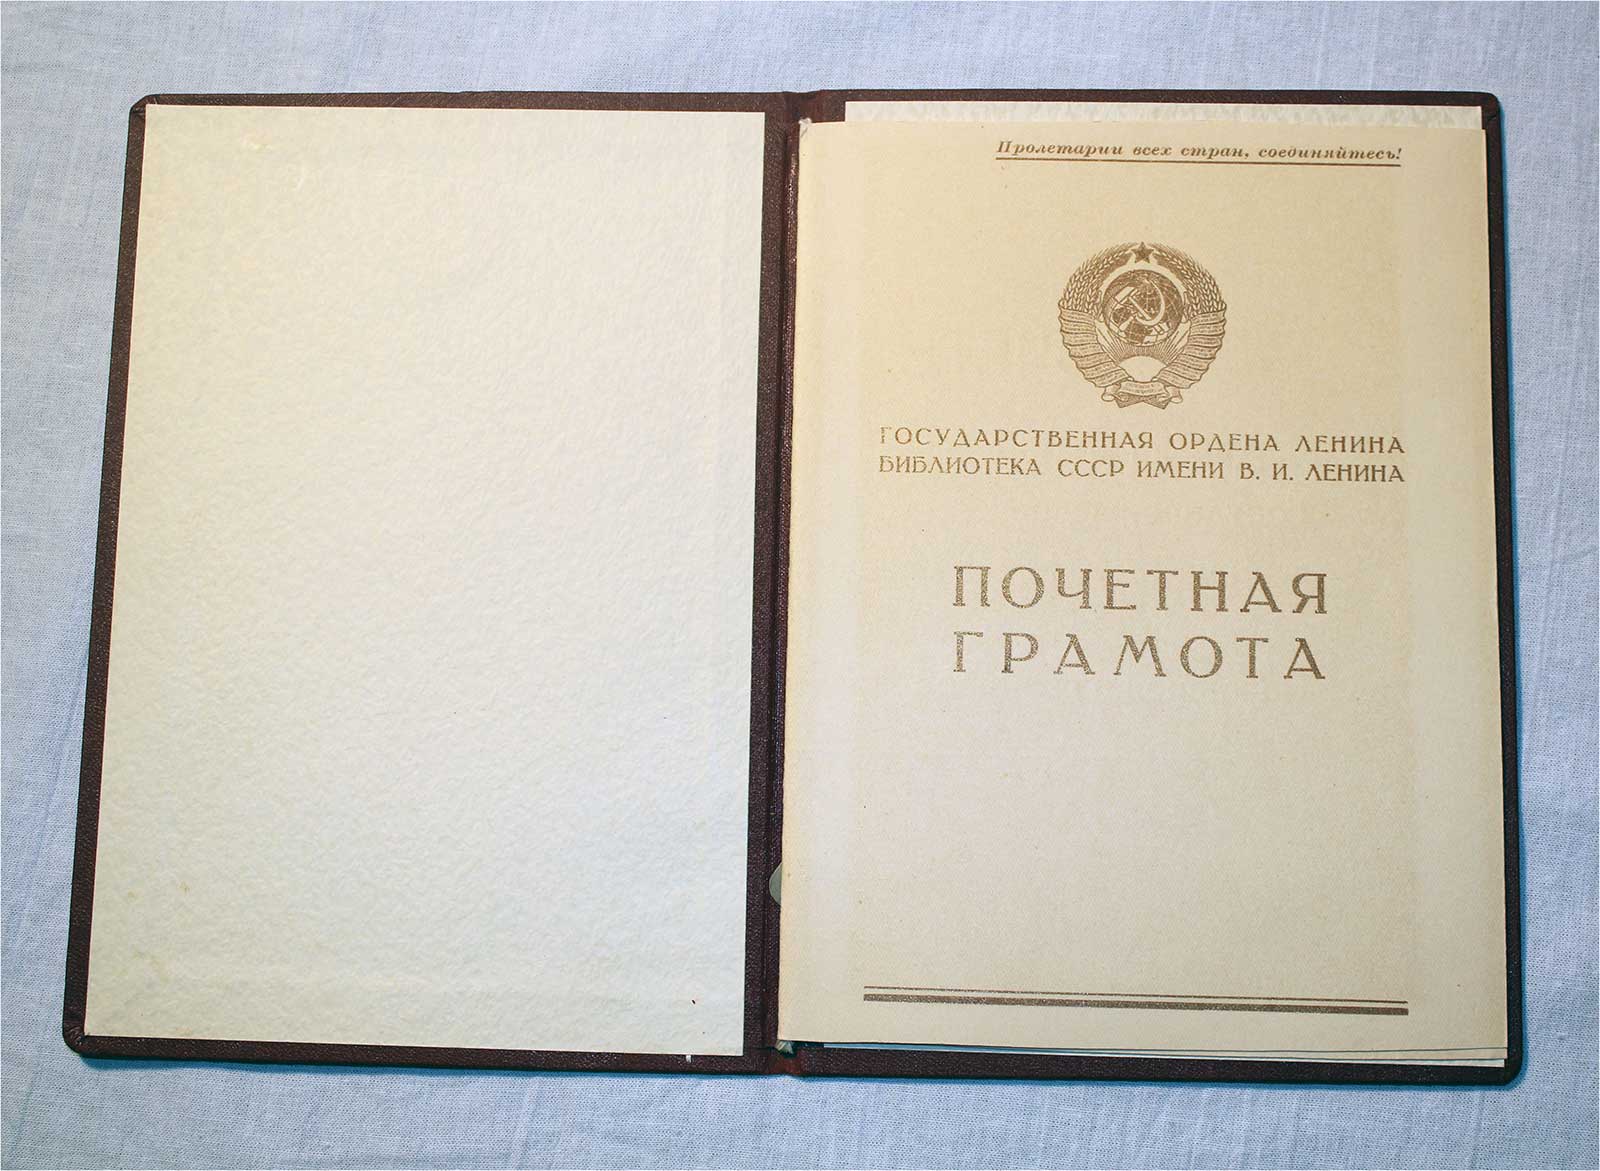 Пролетарии всех стран, соединяйтесь!
ГОСУДАРСТВЕННАЯ ОРДЕНА ЛЕНИНА
БИБЛИОТЕКА СССР ИМЕНИ В. И. ЛЕНИНА
ПОЧЕТНАЯ
ГРАМОТА